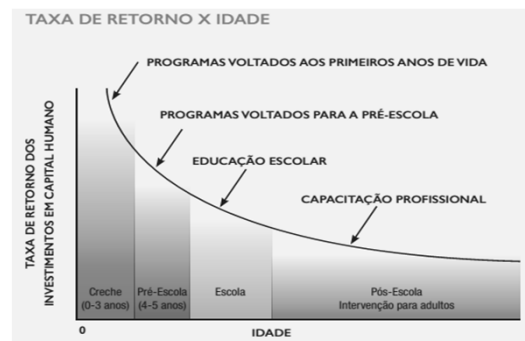 TAXA DE RETORNO X IDADE
PROGRAMAS VOLTADOS AOS PRIMEIROS ANOS DE VIDA
PROGRAMAS VOLTADOS PARA A PRÉ-ESCOLA
EDUCAÇÃO ESCOLAR
CAPACITAÇÃO PROFISSIONAL
TAXA DE RETORNO DOS
INVESTIMENTOS EM CAPITAL HUMANO
Creche
(0-3 anos)
Pré-Escola
(4-5 anos)
Escola
Pós-Escola
Intervenção para adultos
0
IDADE